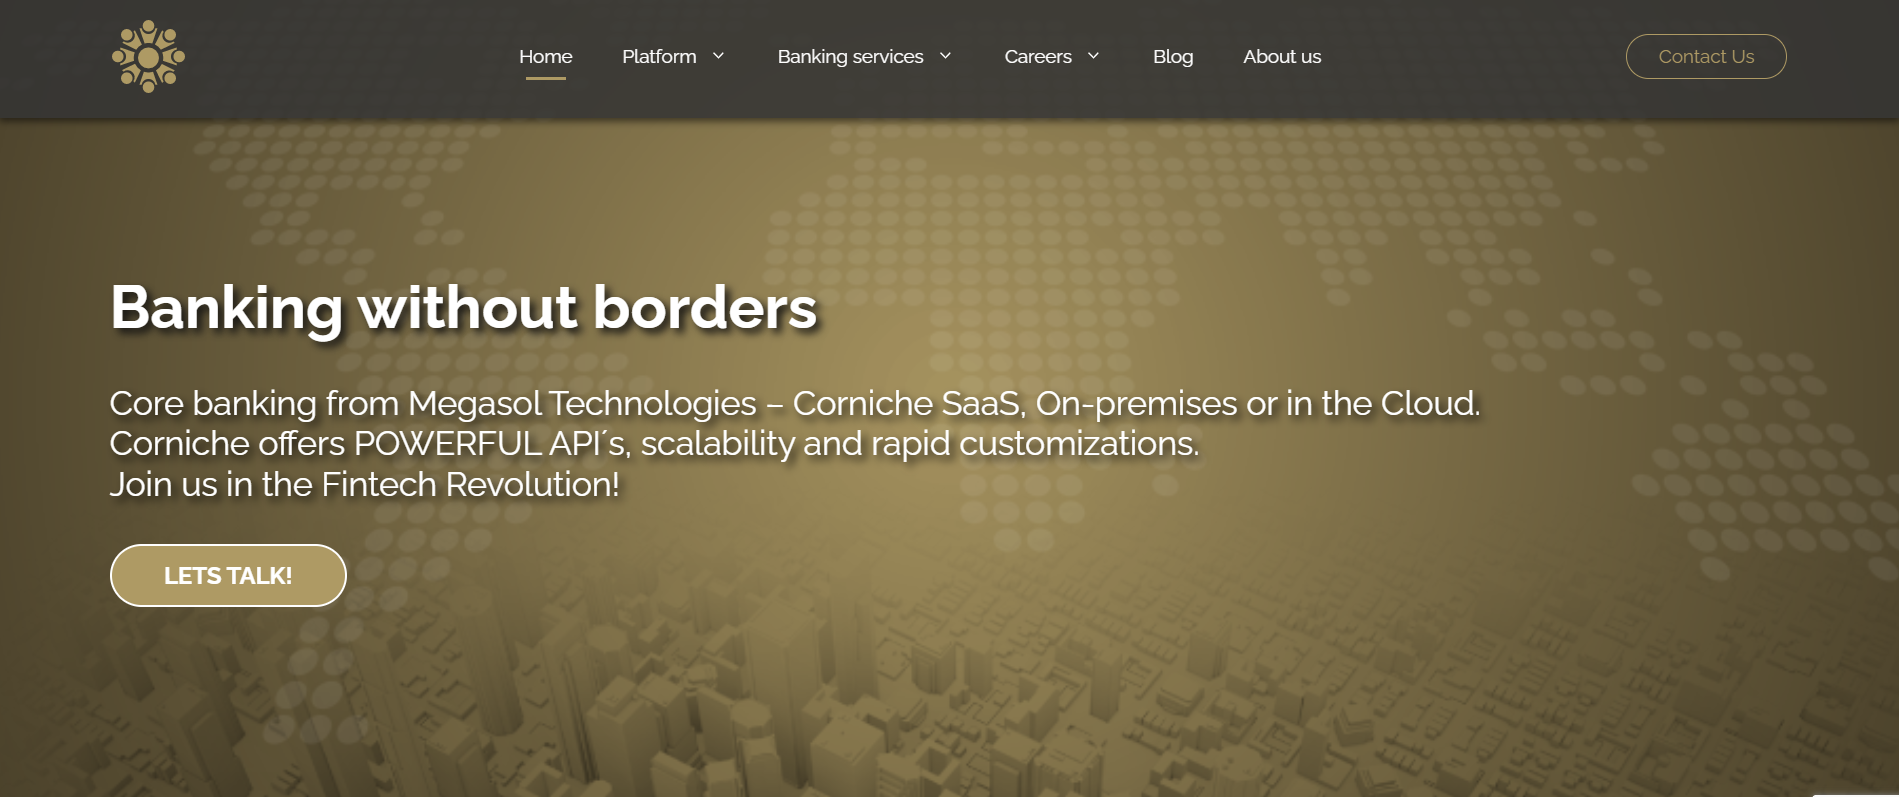 Home
Platform
Banking services
Careers
Blog
About us
Contact Us
Banking without borders
Core banking from Megasol Technologies – Corniche SaaS, On-premises or in the Cloud.
Corniche offers POWERFUL API´s, scalability and rapid customizations.
Join us in the Fintech Revolution!
LETS TALK!